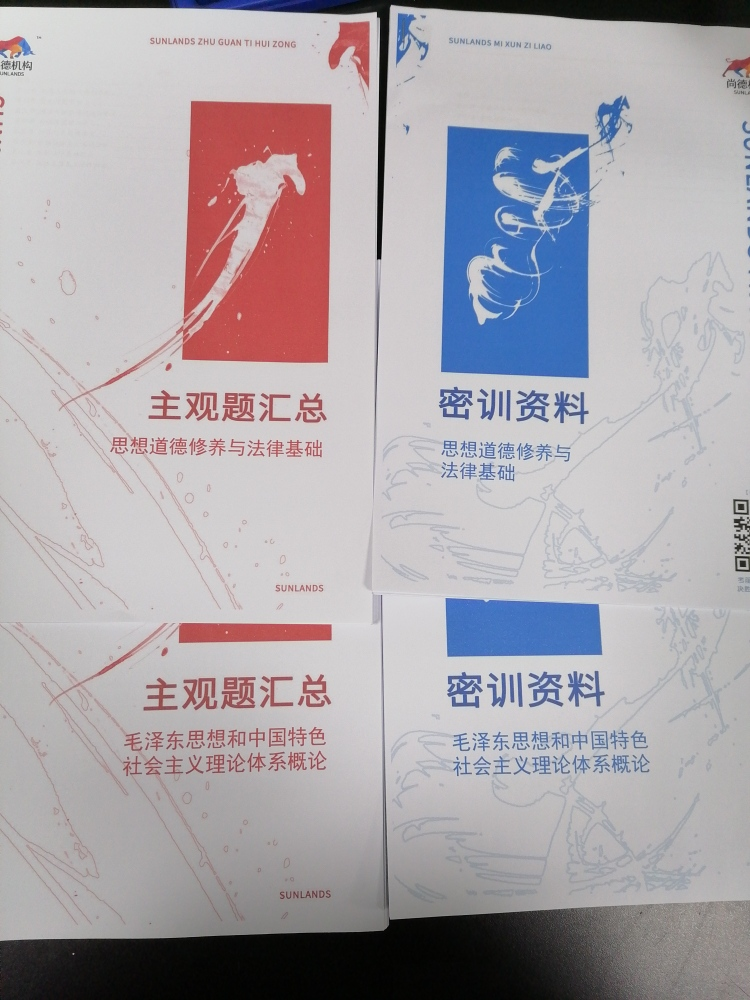 德机构
SUNLANDS
SUNLANDS ZHU GUAN TI HUI ZONG
主观题汇总
思想道德修养与法律基础
SUNLANDS
SUNLANDS MI XUN ZI LIAO
尚德
密训资料
思想道德修养与
法律基础
主观题汇总
毛泽东思想和中国特色
社会主义理论体系概论
SUNLANDS
密训资料
毛泽东思想和中国特色
社会主义理论体系概论